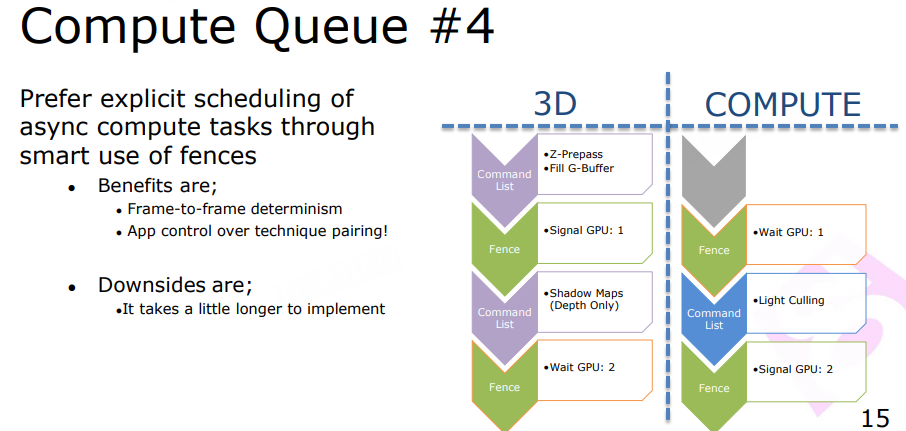 Compute Queue #4
Prefer explicit scheduling of
async compute tasks through
smart use of fences
• Benefits are;
• Frame-to-frame determinism
• App control over technique pairing!
• Downsides are;
•It takes a little longer to implement
3D
Command
List
•Z-Prepass
•Fill G-Buffer
Fence
•Signal GPU: 1
Command
List
•Shadow Maps
(Depth Only)
Fence
•Wait GPU: 2
COMPUTE
Fence
•Wait GPU: 1
Command
List
•Light Culling
Fence
•Signal GPU: 2
15